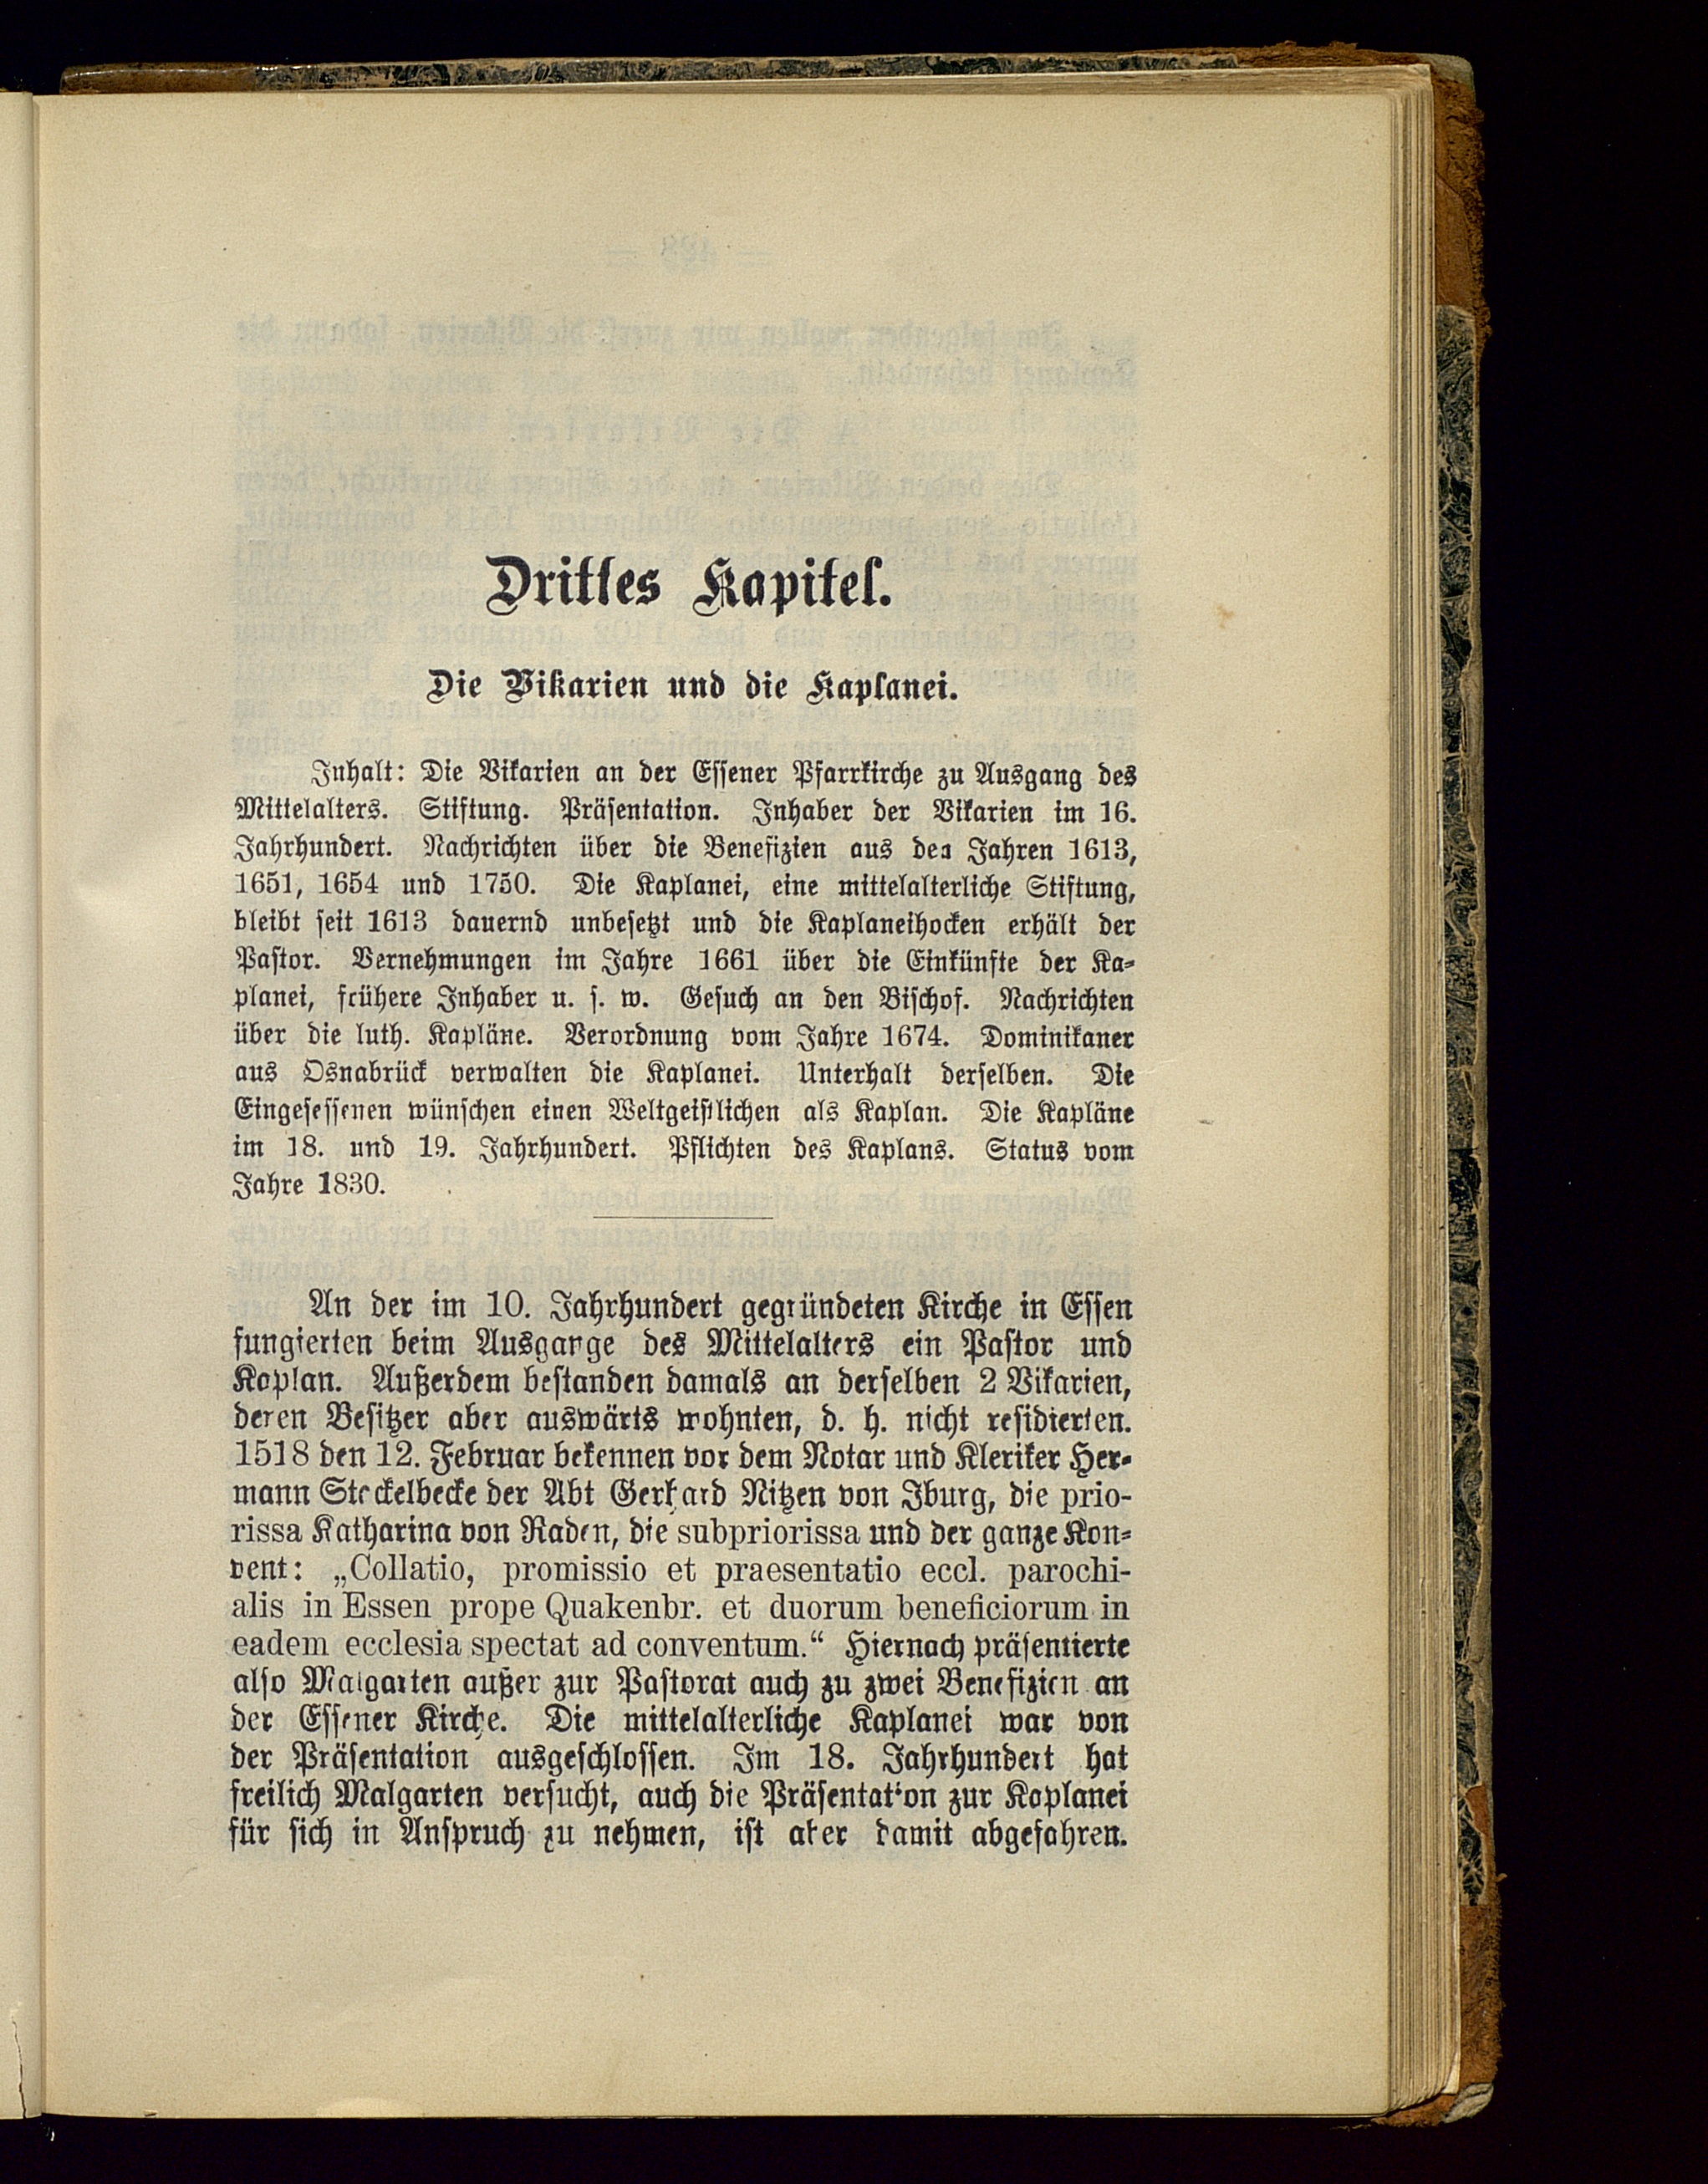 Drittes Kapitel.
Die Vikarien und die Kaplanei.
Inhalt: Die Vikarien an der Essener Pfarrkirche zu Ausgang des
Mittelalters. Stiftung. Präsentation. Inhaber der Vikarien im 16.
Jahrhundert. Nachrichten über die Benefizien aus den Jahren 1613,
1651, 1654 und 1750. Die Kaplanei, eine mittelalterliche Stiftung,
bleibt seit 1613 dauernd unbesetzt und die Kaplaneihocken erhält der
Pastor. Vernehmungen im Jahre 1661 über die Einkünfte der Ka-
planei, frühere Inhaber u. s. w. Gesuch an den Bischof. Nachrichten
über die luth. Kapläne. Verordnung vom Jahre 1674. Dominikaner
aus Osnabrück verwalten die Kaplanei. Unterhalt derselben. Die
Eingesessenen wünschen einen Weltgeistlichen als Kaplan. Die Kapläne
im 18. und 19. Jahrhundert. Pflichten des Kaplans. Status vom
Jahre 1830.
An der im 10. Jahrhundert gegründeten Kirche in Essen
fungierten beim Ausgange des Mittelalters ein Pastor und
Kaplan. Außerdem bestanden damals an derselben 2 Vikarien,
deren Besitzer aber auswärts wohnten, d. h. nicht residierten.
1518 den 12. Februar bekennen vor dem Notar und Kleriker Her-
mann Steckelbecke der Abt Gerhard Nitzen von Iburg, die prio-
rissa Katharina von Raden, die subpriorissa und der ganze Kon-
vent: „Collatio, promissio et praesentatio eccl. parochi-
alis in Essen prope Quakenbr. et duorum beneficiorum in
eadem ecclesia spectat ad conventum.“ Hiernach präsentierte
also Malgarten außer zur Pastorat auch zu zwei Benefizien an
der Essener Kirche. Die mittelalterliche Kaplanei war von
der Präsentation ausgeschlossen. Im 18. Jahrhundert hat
freilich Malgarten versucht, auch die Präsentation zur Kaplanei
für sich in Anspruch zu nehmen, ist aber damit abgefahren.